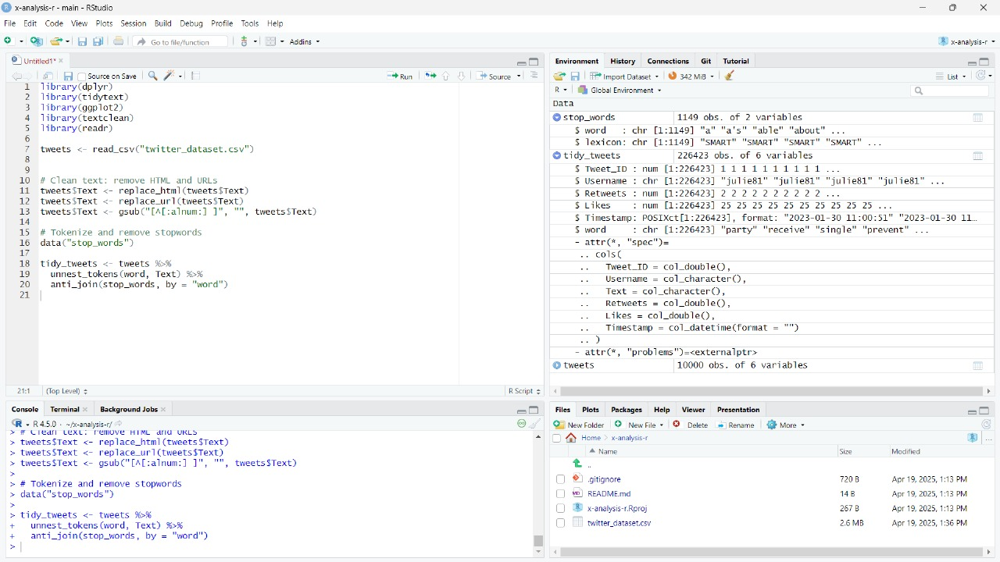 x-analysis-r - main - RStudio
File Edit Code View Plots Session Build Debug Profile Tools Help
Go to file/function Addins x-analysis-r
Untitled1*
Source on Save Run Source
1 library(dplyr)
2 library(tidytext)
3 library(ggplot2)
4 library(textclean)
5 library(readr)
6
7 tweets <- read_csv("twitter_dataset.csv")
8
9
10 # Clean text: remove HTML and URLs
11 tweets$Text <- replace_html(tweets$Text)
12 tweets$Text <- replace_url(tweets$Text)
13 tweets$Text <- gsub("[^[:alnum:] ]", "", tweets$Text)
14
15 # Tokenize and remove stopwords
16 data("stop_words")
17
18 tidy_tweets <- tweets %>%
19 unnest_tokens(word, Text) %>%
20 anti_join(stop_words, by = "word")
21
21:1 (Top Level) R Script
Console Terminal Background Jobs
R 4.5.0 · ~/x-analysis-r/
> # Clean text: remove HTML and URLs
> tweets$Text <- replace_html(tweets$Text)
> tweets$Text <- replace_url(tweets$Text)
> tweets$Text <- gsub("[^[:alnum:] ]", "", tweets$Text)
>
> # Tokenize and remove stopwords
> data("stop_words")
>
> tidy_tweets <- tweets %>%
+ unnest_tokens(word, Text) %>%
+ anti_join(stop_words, by = "word")
>
Environment History Connections Git Tutorial
Import Dataset 342 MiB List
R Global Environment
Data
stop_words 1149 obs. of 2 variables
$ word : chr [1:1149] "a" "a's" "able" "about" ...
$ lexicon: chr [1:1149] "SMART" "SMART" "SMART" "SMART" ...
tidy_tweets 226423 obs. of 6 variables
$ Tweet_ID : num [1:226423] 1 1 1 1 1 1 1 1 1 1 ...
$ Username : chr [1:226423] "julie81" "julie81" "julie81" "julie81" ...
$ Retweets : num [1:226423] 2 2 2 2 2 2 2 2 2 2 ...
$ Likes : num [1:226423] 25 25 25 25 25 25 25 25 25 25 ...
$ Timestamp: POSIXct[1:226423], format: "2023-01-30 11:00:51" "2023-01-30 11...
$ word : chr [1:226423] "party" "receive" "single" "prevent" ...
- attr(*, "spec")=
.. cols(
.. Tweet_ID = col_double(),
.. Username = col_character(),
.. Text = col_character(),
.. Retweets = col_double(),
.. Likes = col_double(),
.. Timestamp = col_datetime(format = "")
.. )
- attr(*, "problems")=<externalptr>
tweets 10000 obs. of 6 variables
Files Plots Packages Help Viewer Presentation
New Folder New File Delete Rename More
Home x-analysis-r
Name Size Modified
..
.gitignore 720 B Apr 19, 2025, 1:13 PM
README.md 14 B Apr 19, 2025, 1:13 PM
x-analysis-r.Rproj 267 B Apr 19, 2025, 1:13 PM
twitter_dataset.csv 2.6 MB Apr 19, 2025, 1:36 PM